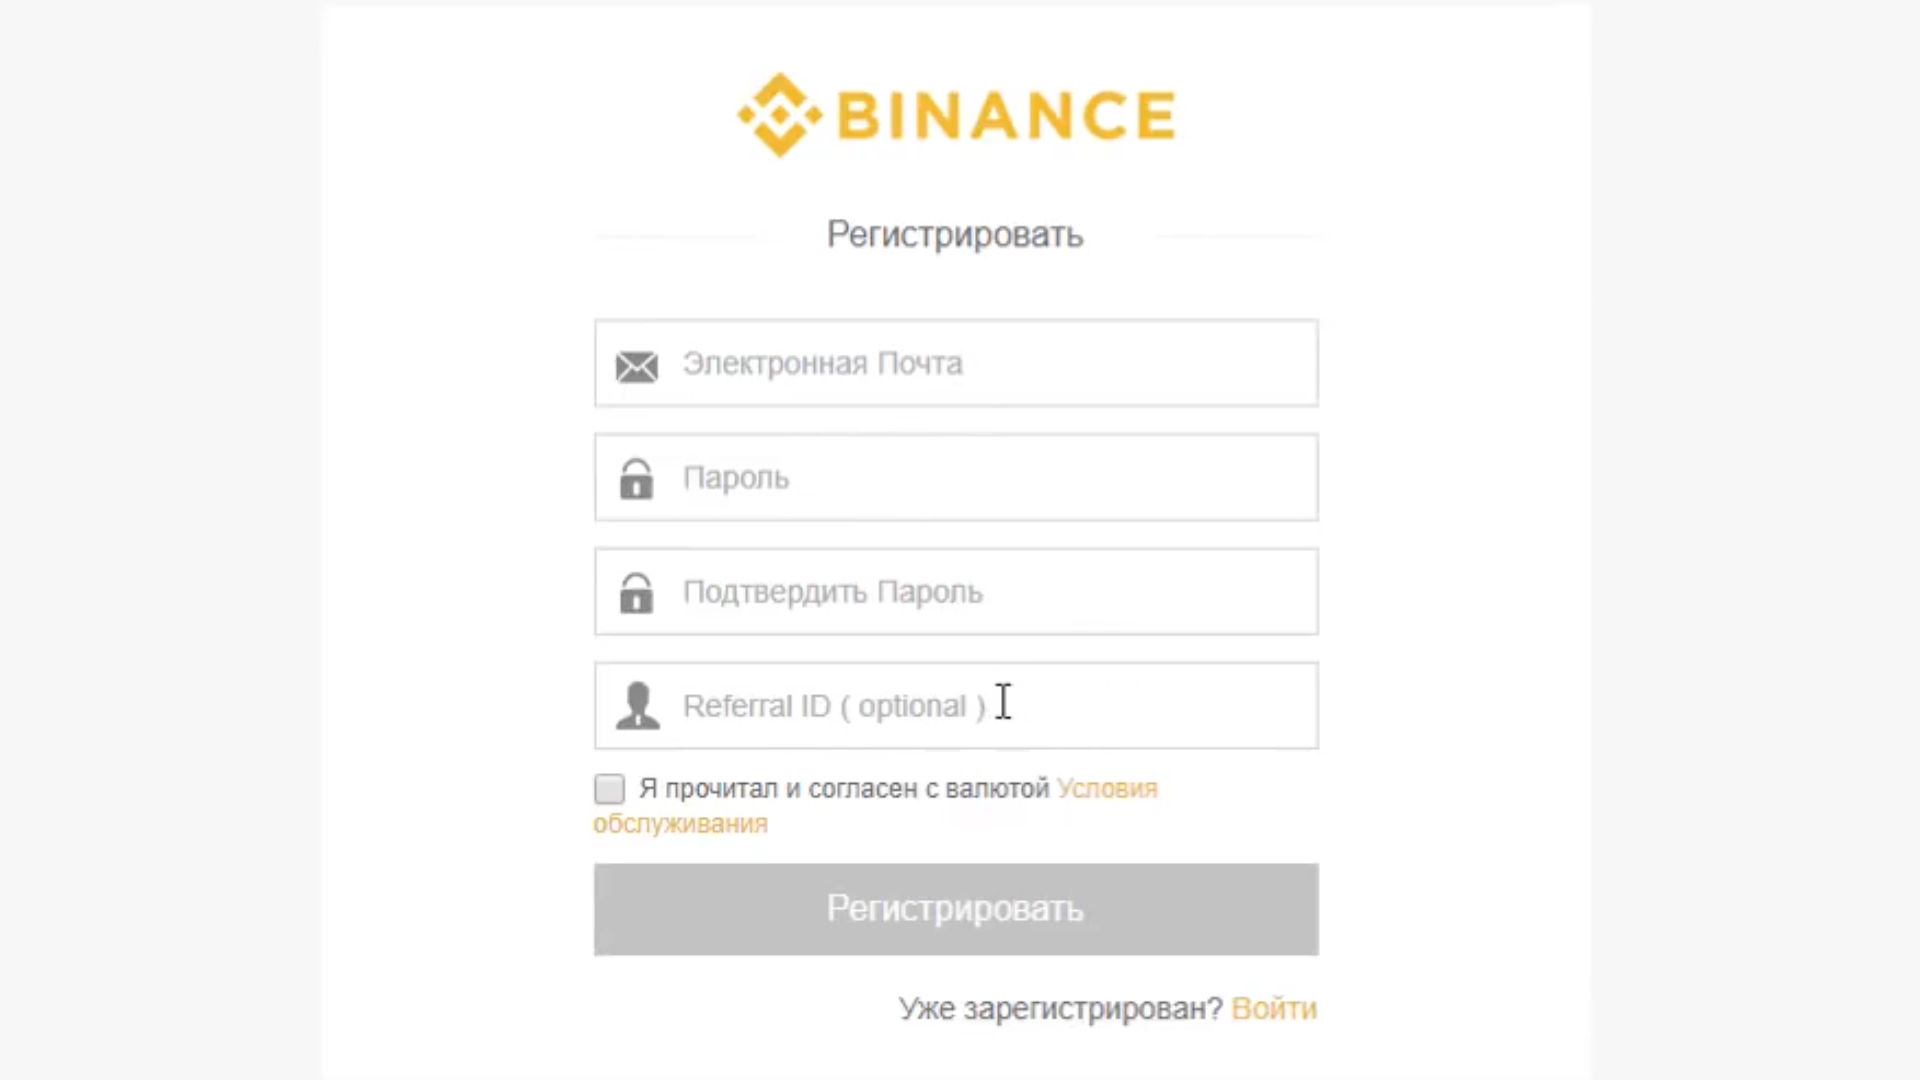 BINANCE
Регистрировать
Электронная Почта
Пароль
Подтвердить Пароль
Referral ID ( optional )
Я прочитал и согласен с валютой Условия
обслуживания
Регистрировать
Уже зарегистрирован? Войти